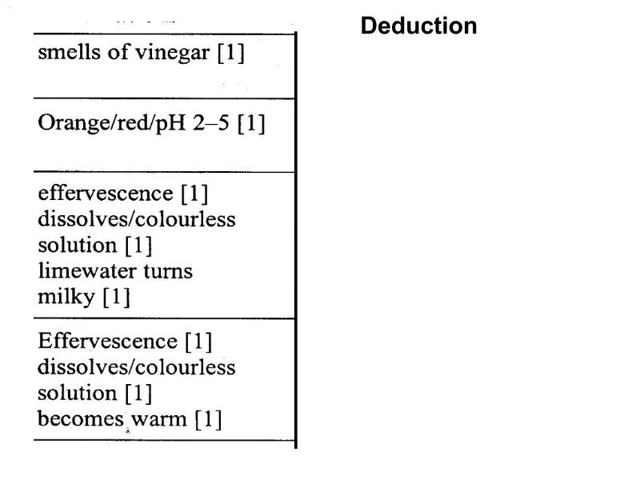 Deduction
smells of vinegar [1]
Orange/red/pH 2–5 [1]
effervescence [1]
dissolves/colourless
solution [1]
limewater turns
milky [1]
Effervescence [1]
dissolves/colourless
solution [1]
becomes warm [1]